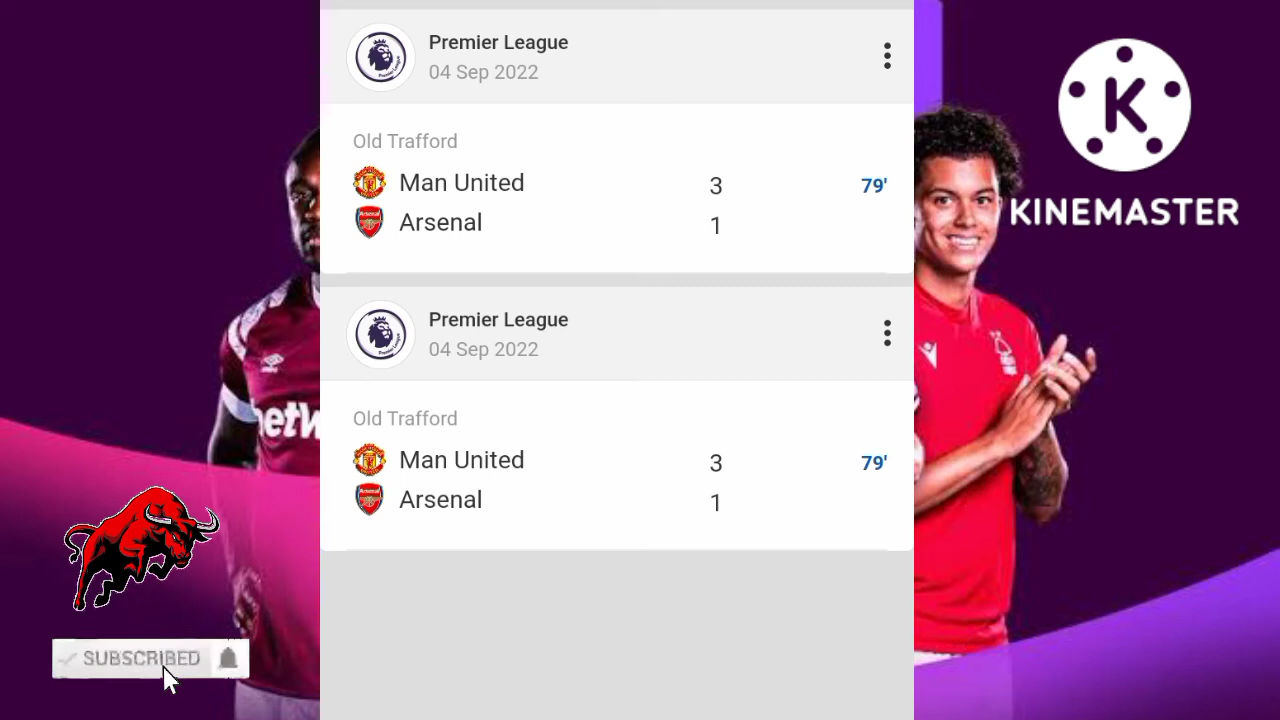 Premier League
04 Sep 2022
Old Trafford
Man United 3 79'
Arsenal 1
Premier League
04 Sep 2022
Old Trafford
Man United 3 79'
Arsenal 1
K
KINEMASTER
betw
SUBSCRIBED